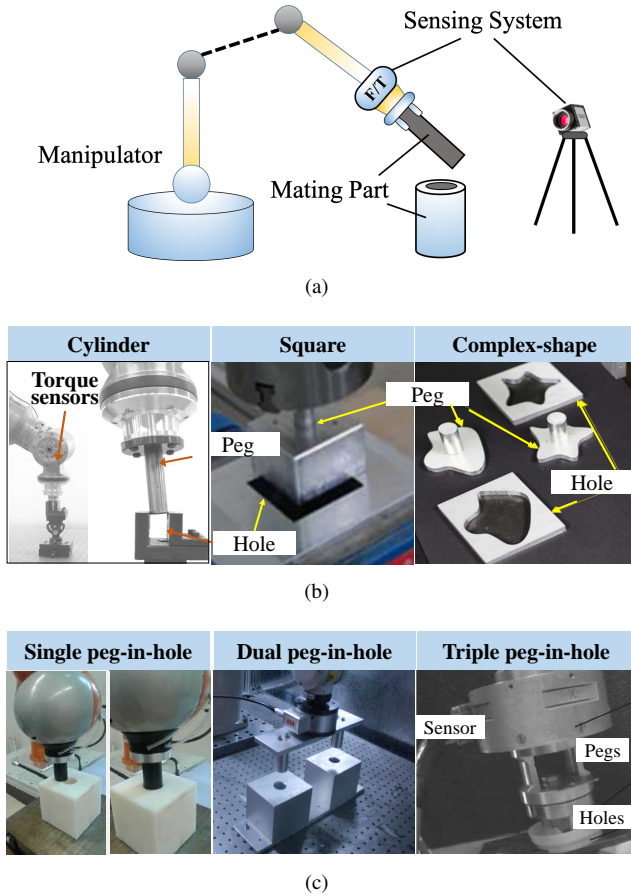 Sensing System
F/T
Manipulator
Mating Part
(a)
Cylinder
Square
Complex-shape
Torque
sensors
Peg
Peg
Hole
Hole
(b)
Single peg-in-hole
Dual peg-in-hole
Triple peg-in-hole
Sensor
Pegs
Holes
(c)